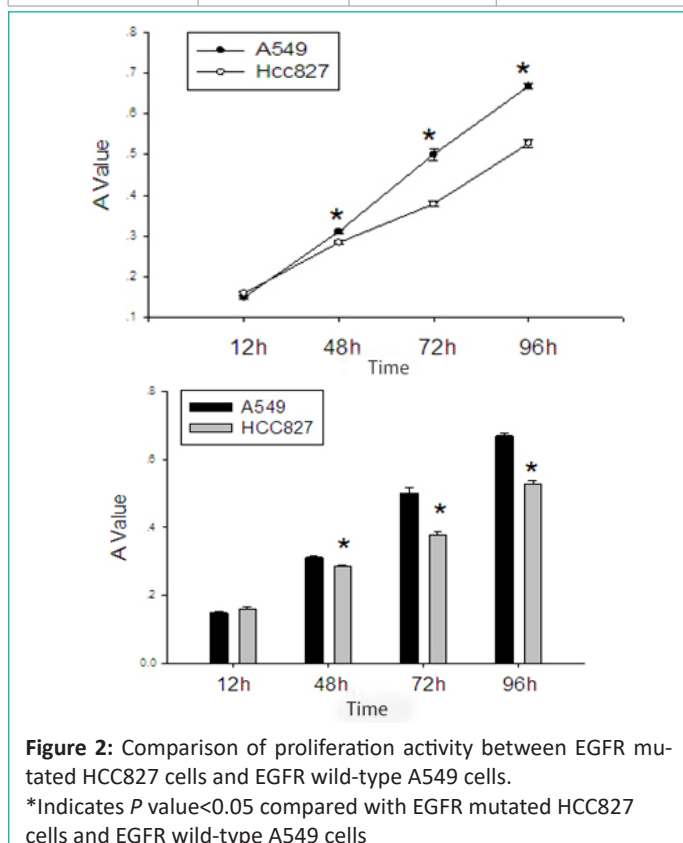 .8
A549
Hcc827
.7
.6
.5
.4
.3
.2
.1
A Value
*
*
*
12h 48h 72h 96h
Time
.8
A549
HCC827
.6
.4
.2
0.0
A Value
*
*
*
12h 48h 72h 96h
Time
Figure 2: Comparison of proliferation activity between EGFR mu-
tated HCC827 cells and EGFR wild-type A549 cells.
*Indicates P value<0.05 compared with EGFR mutated HCC827
cells and EGFR wild-type A549 cells